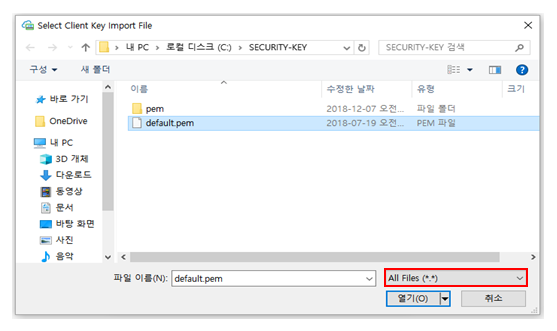 Select Client Key Import File
내 PC > 로컬 디스크 (C:) > SECURITY-KEY
SECURITY-KEY 검색
구성 새 폴더
이름 수정한 날짜 유형 크기
바로 가기
OneDrive
내 PC
3D 개체
다운로드
동영상
문서
바탕 화면
사진
음악
pem 2018-12-07 오전... 파일 폴더
default.pem 2018-07-19 오전... PEM 파일
파일 이름(N): default.pem All Files (*.*)
열기(O) 취소